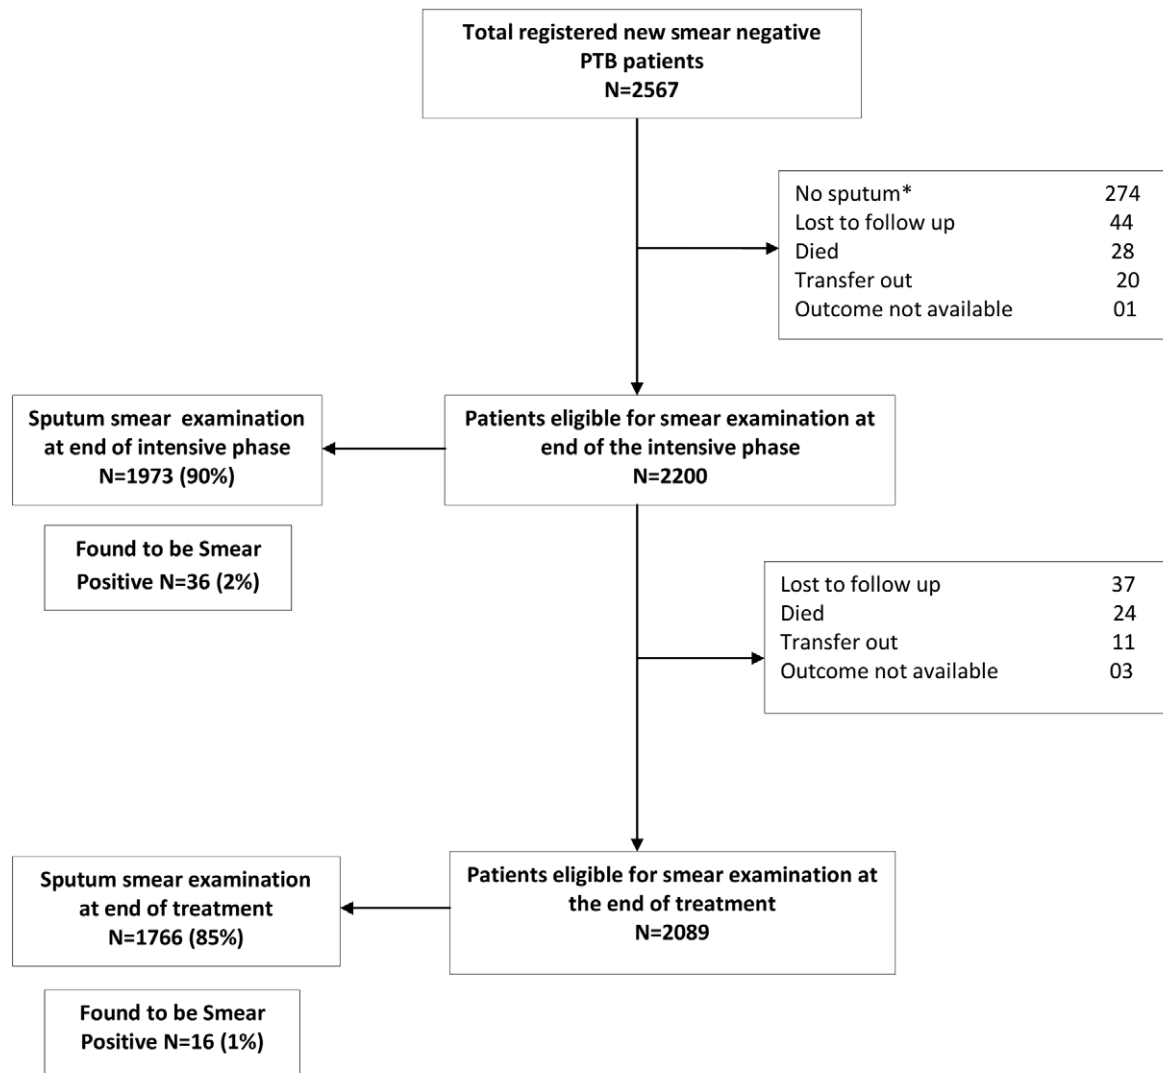 Total registered new smear negative
PTB patients
N=2567
No sputum* 274
Lost to follow up 44
Died 28
Transfer out 20
Outcome not available 01
Sputum smear examination
at end of intensive phase
N=1973 (90%)
Patients eligible for smear examination at
end of the intensive phase
N=2200
Found to be Smear
Positive N=36 (2%)
Lost to follow up 37
Died 24
Transfer out 11
Outcome not available 03
Sputum smear examination
at end of treatment
N=1766 (85%)
Patients eligible for smear examination at
the end of treatment
N=2089
Found to be Smear
Positive N=16 (1%)